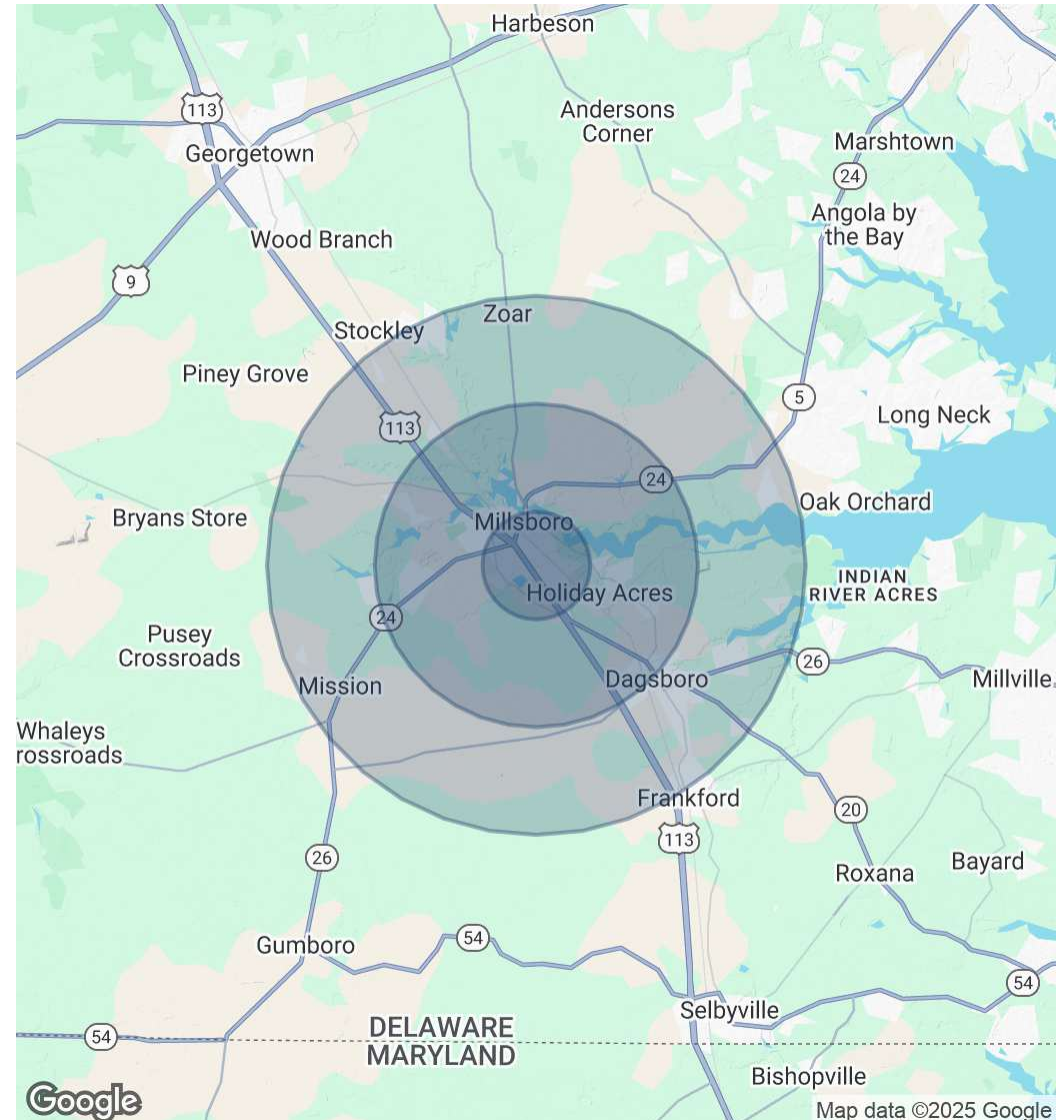 Harbeson
113
Andersons
Corner
Marshtown
Georgetown
24
Angola by
the Bay
Wood Branch
9
Zoar
Stockley
Piney Grove
5
Long Neck
113
24
Oak Orchard
Bryans Store
Millsboro
INDIAN
RIVER ACRES
Holiday Acres
24
Pusey
Crossroads
26
Mission
Dagsboro
Millville
Whaleys
rossroads
Frankford
20
113
26
Roxana
Bayard
54
Gumboro
54
Selbyville
54
DELAWARE
MARYLAND
Bishopville
Google
Map data ©2025 Google